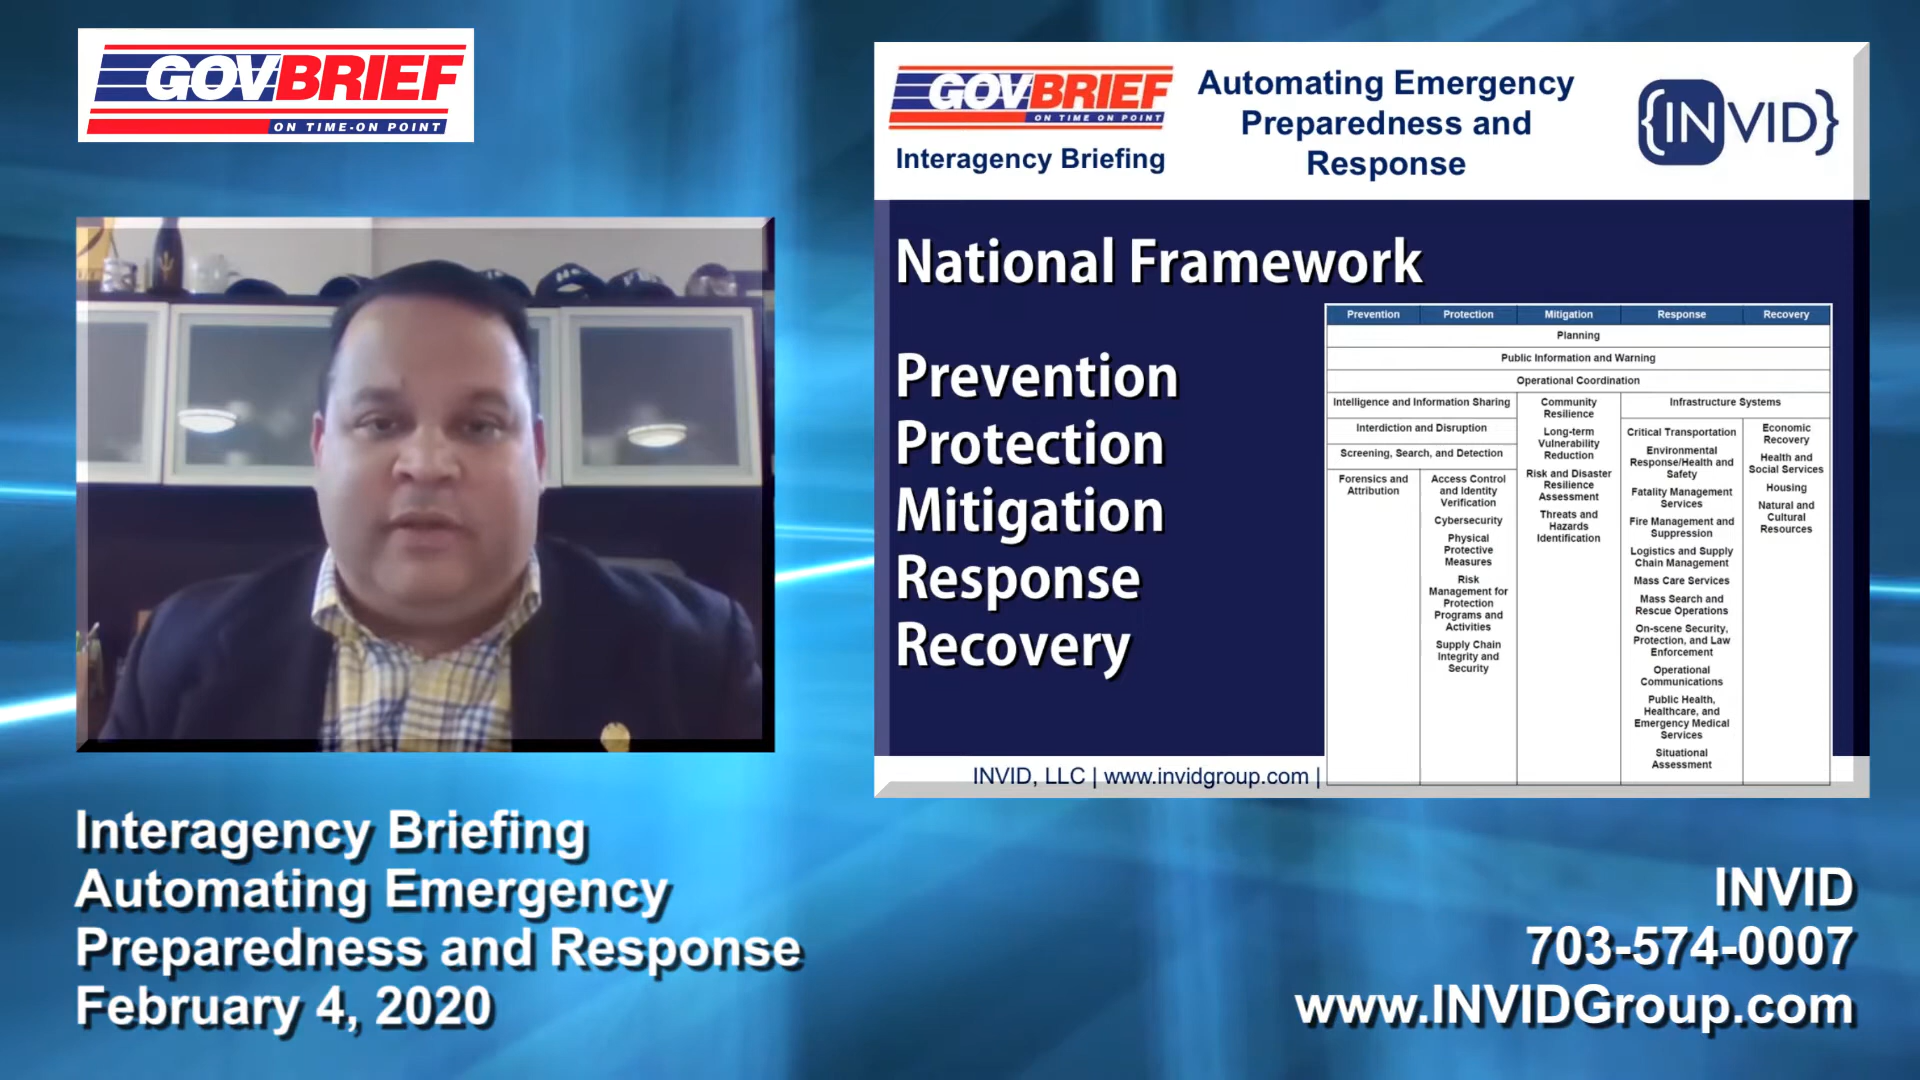 GOVBRIEF
ON TIME-ON POINT
GOVBRIEF
ON TIME ON POINT
Interagency Briefing
Automating Emergency
Preparedness and
Response
{INVID}
National Framework
Prevention
Protection
Mitigation
Response
Recovery
Prevention Protection Mitigation Response Recovery
Planning
Public Information and Warning
Operational Coordination
Intelligence and Information Sharing
Interdiction and Disruption
Screening, Search, and Detection
Forensics and
Attribution
Access Control
and Identity
Verification
Cybersecurity
Physical
Protective
Measures
Risk
Management for
Protection
Programs and
Activities
Supply Chain
Integrity and
Security
Community
Resilience
Long-term
Vulnerability
Reduction
Risk and Disaster
Resilience
Assessment
Threats and
Hazards
Identification
Infrastructure Systems
Critical Transportation
Environmental
Response/Health and
Safety
Fatality Management
Services
Fire Management and
Suppression
Logistics and Supply
Chain Management
Mass Care Services
Mass Search and
Rescue Operations
On-scene Security,
Protection, and Law
Enforcement
Operational
Communications
Public Health,
Healthcare, and
Emergency Medical
Services
Situational
Assessment
Economic
Recovery
Health and
Social Services
Housing
Natural and
Cultural
Resources
INVID, LLC | www.invidgroup.com |
Interagency Briefing
Automating Emergency
Preparedness and Response
February 4, 2020
INVID
703-574-0007
www.INVIDGroup.com